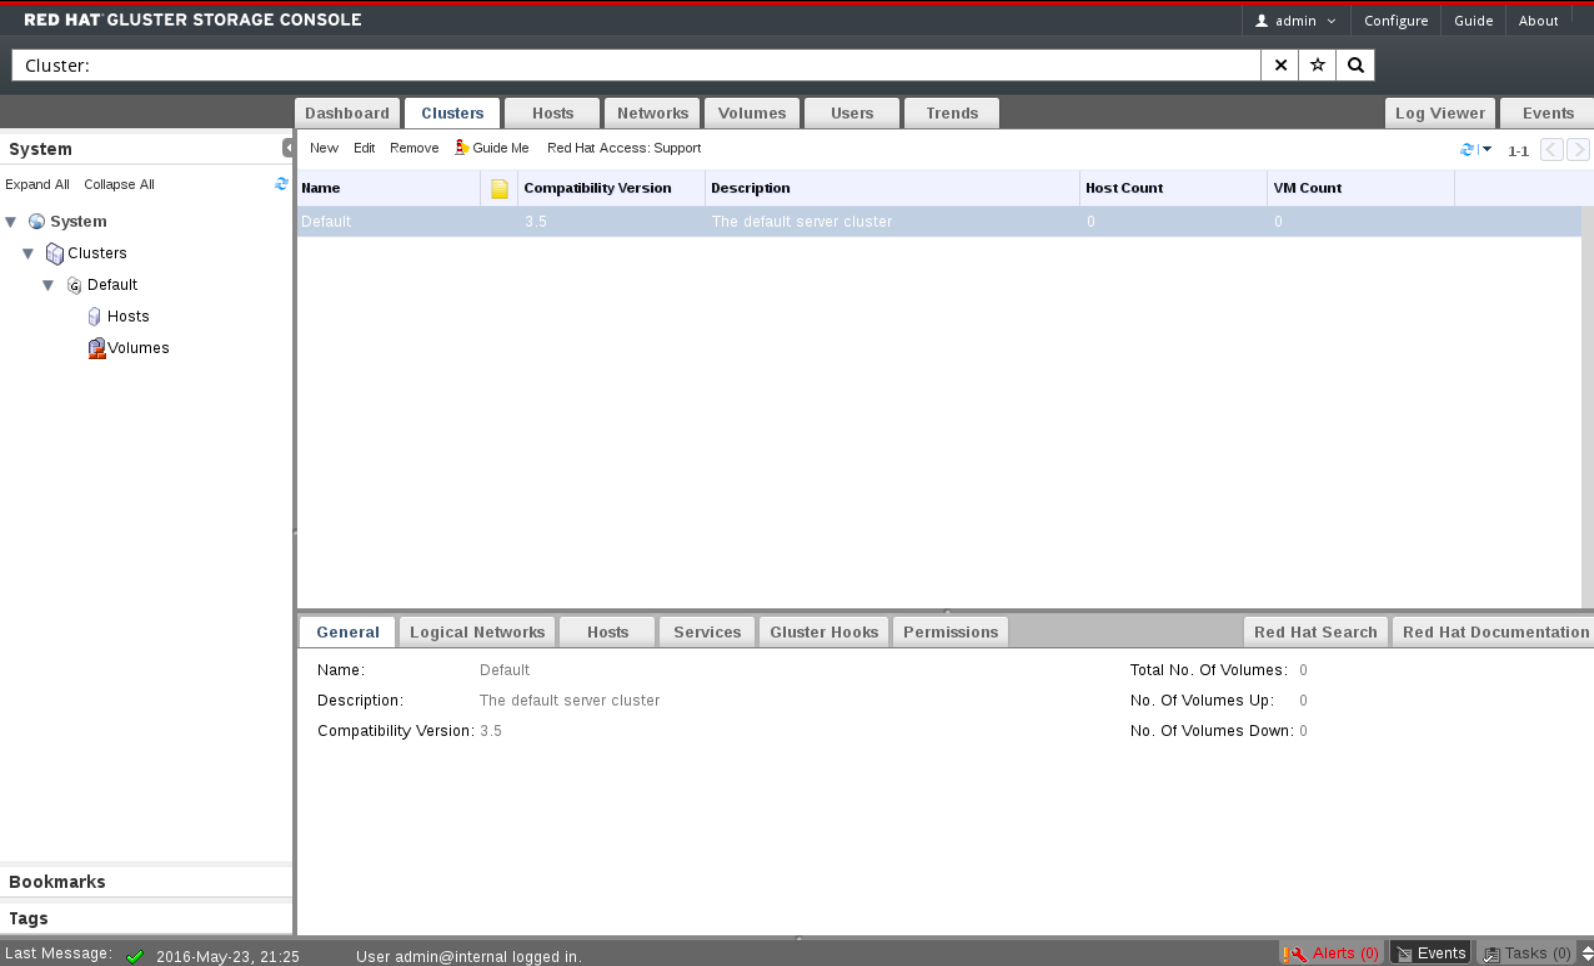 RED HAT GLUSTER STORAGE CONSOLE
admin Configure Guide About
Cluster:
Dashboard Clusters Hosts Networks Volumes Users Trends Log Viewer Events
System
New Edit Remove Guide Me Red Hat Access: Support 1-1
Expand All Collapse All
Name Compatibility Version Description Host Count VM Count
System
Default 3.5 The default server cluster 0 0
Clusters
Default
Hosts
Volumes
General Logical Networks Hosts Services Gluster Hooks Permissions Red Hat Search Red Hat Documentation
Name: Default Total No. Of Volumes: 0
Description: The default server cluster No. Of Volumes Up: 0
Compatibility Version: 3.5 No. Of Volumes Down: 0
Bookmarks
Tags
Last Message: 2016-May-23, 21:25 User admin@internal logged in. Alerts (0) Events Tasks (0)